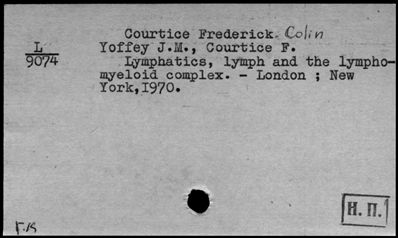 Courtice Frederick Colin
L
9074
Yoffey J.M., Courtice F.
Lymphatics, lymph and the lympho-
myeloid complex. - London ; New
York, 1970.
Н. П.